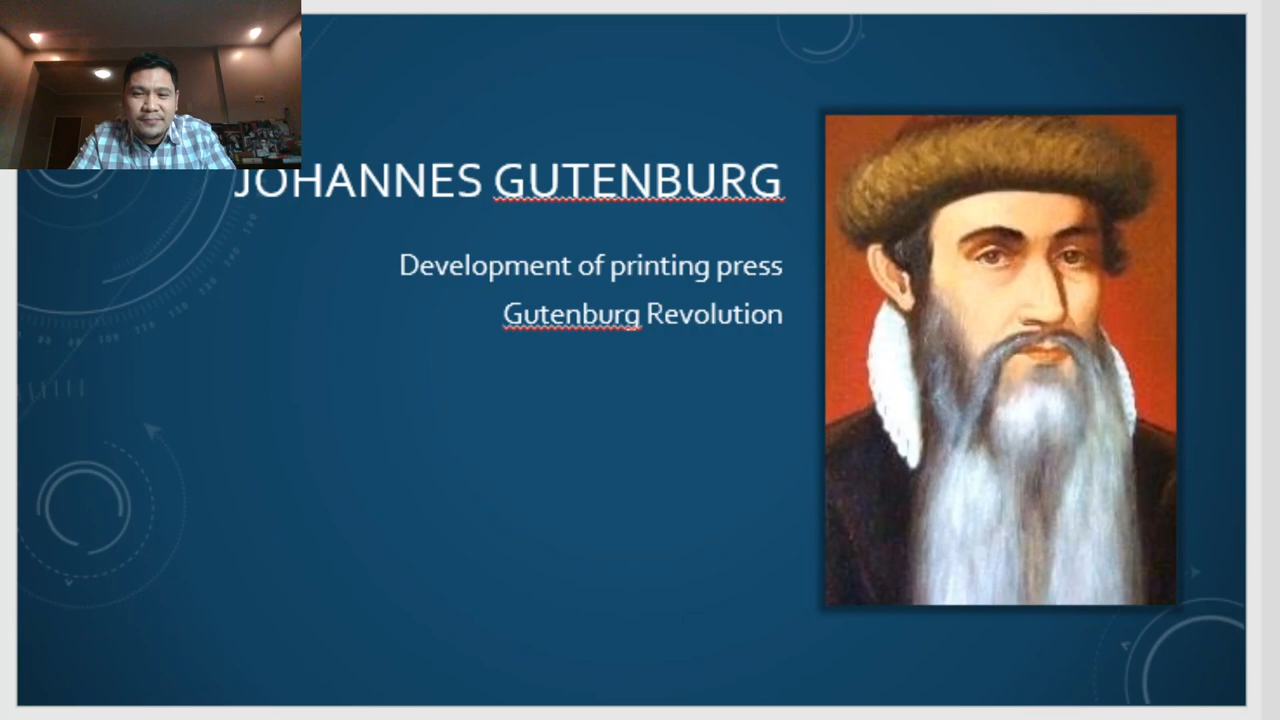 JOHANNES GUTENBURG
Development of printing press
Gutenburg Revolution